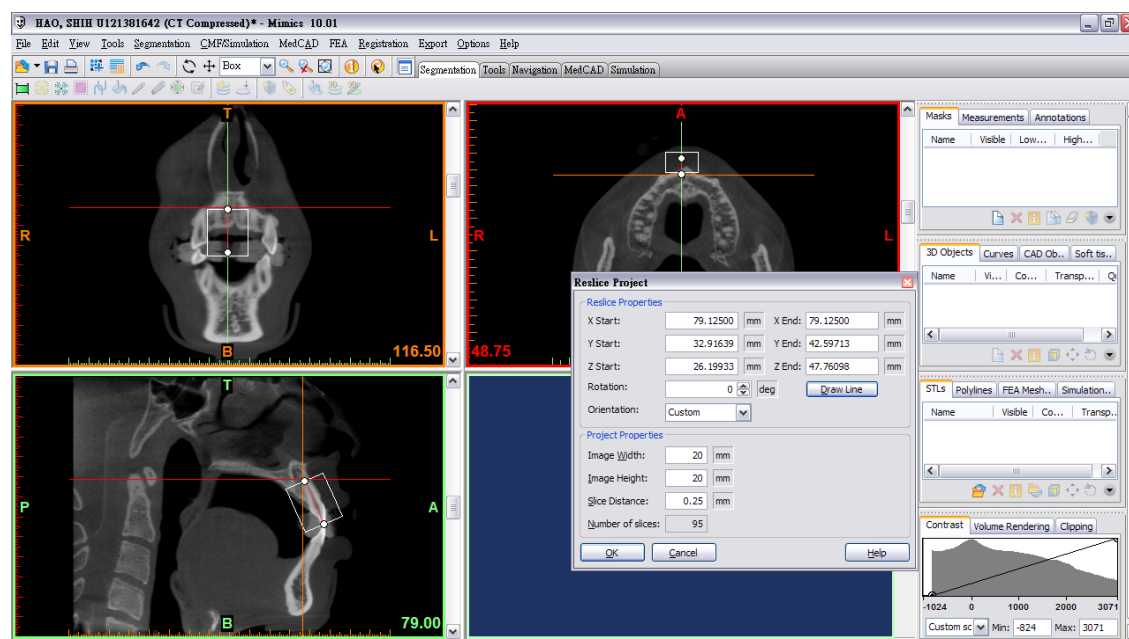 HAO, SHIH U121381642 (CT Compressed)* - Mimics 10.01
File Edit View Tools Segmentation CMF/Simulation MedCAD FEA Registration Export Options Help
Box Segmentation Tools Navigation MedCAD Simulation
T
R
L
B
116.50
A
R
L
48.75
T
P
A
B
79.00
Reslice Project
Reslice Properties
X Start: 79.12500 mm X End: 79.12500 mm
Y Start: 32.91639 mm Y End: 42.59713 mm
Z Start: 26.19933 mm Z End: 47.76098 mm
Rotation: 0 deg Draw Line
Orientation: Custom
Project Properties
Image Width: 20 mm
Image Height: 20 mm
Slice Distance: 0.25 mm
Number of slices: 95
OK Cancel Help
Masks Measurements Annotations
Name Visible Low... High...
3D Objects Curves CAD Ob.. Soft tis..
Name Vi... Co... Transp...
STLs Polylines FEA Mesh.. Simulation..
Name Visible Co... Transp..
Contrast Volume Rendering Clipping
-1024 0 1000 2000 3071
Custom sc Min: -824 Max: 3071